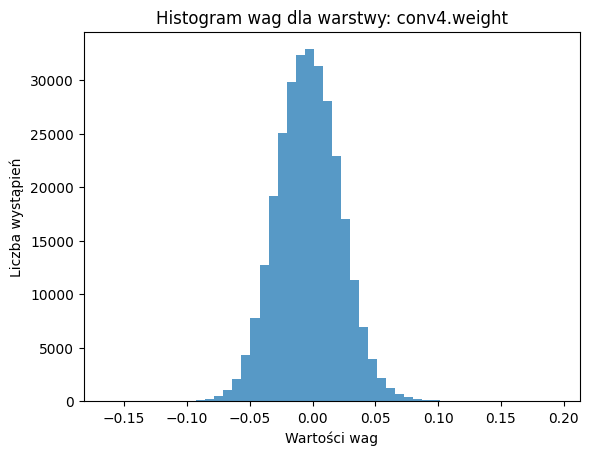 Histogram wag dla warstwy: conv4.weight
Liczba wystąpień
30000
25000
20000
15000
10000
5000
0
−0.15 −0.10 −0.05 0.00 0.05 0.10 0.15 0.20
Wartości wag